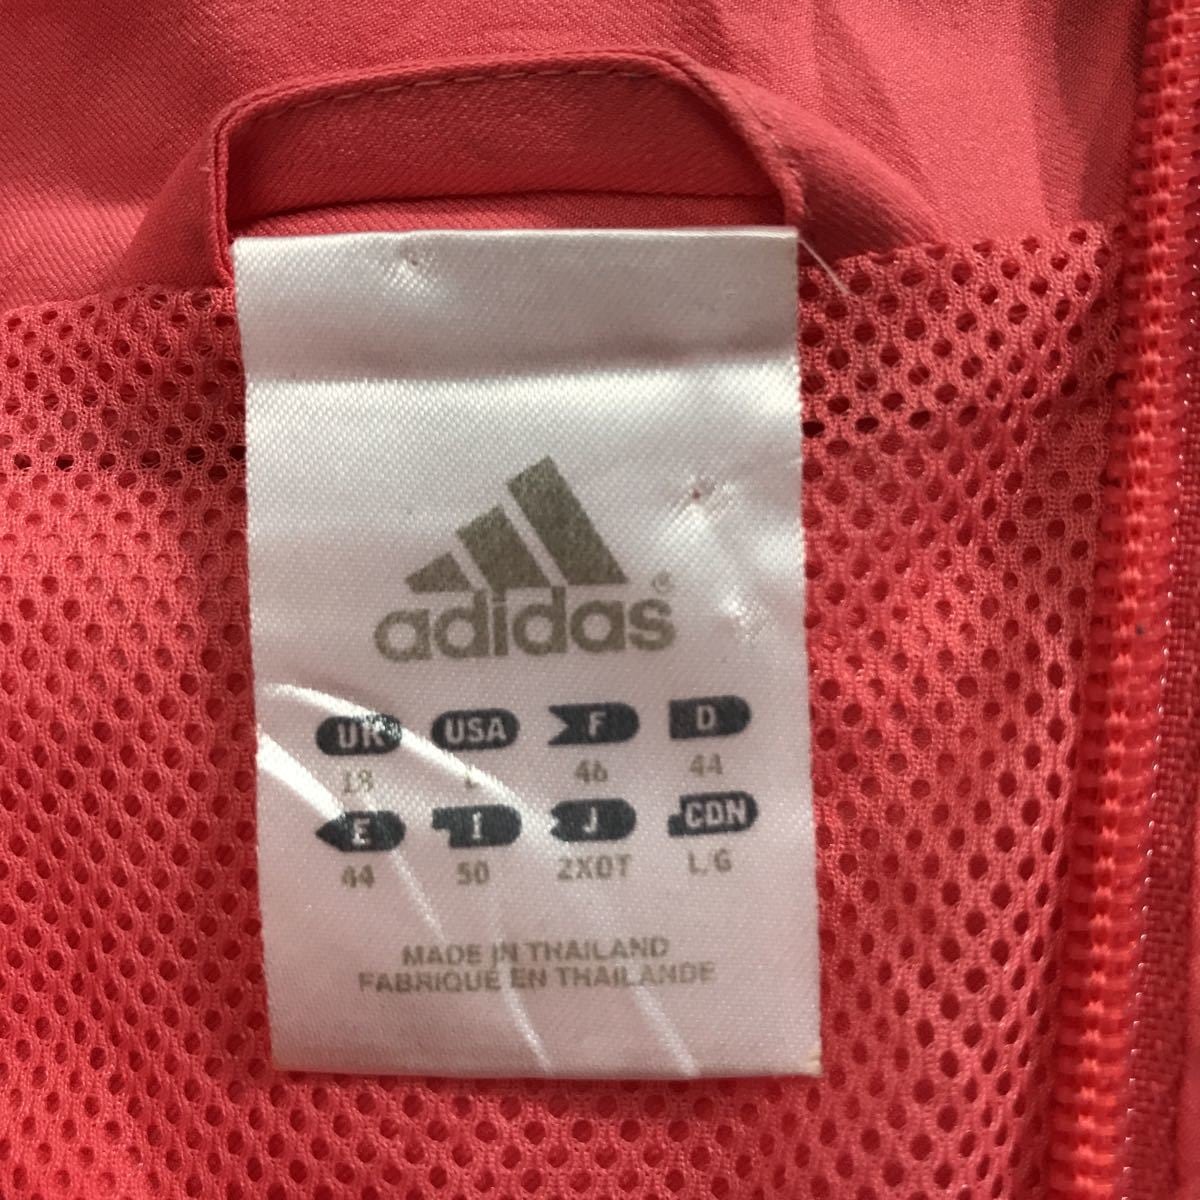 adidas®
UK USA F D
18 L 46 44
E I J CDN
44 50 2XOT L.G
MADE IN THAILAND
FABRIQUE EN THAILANDE